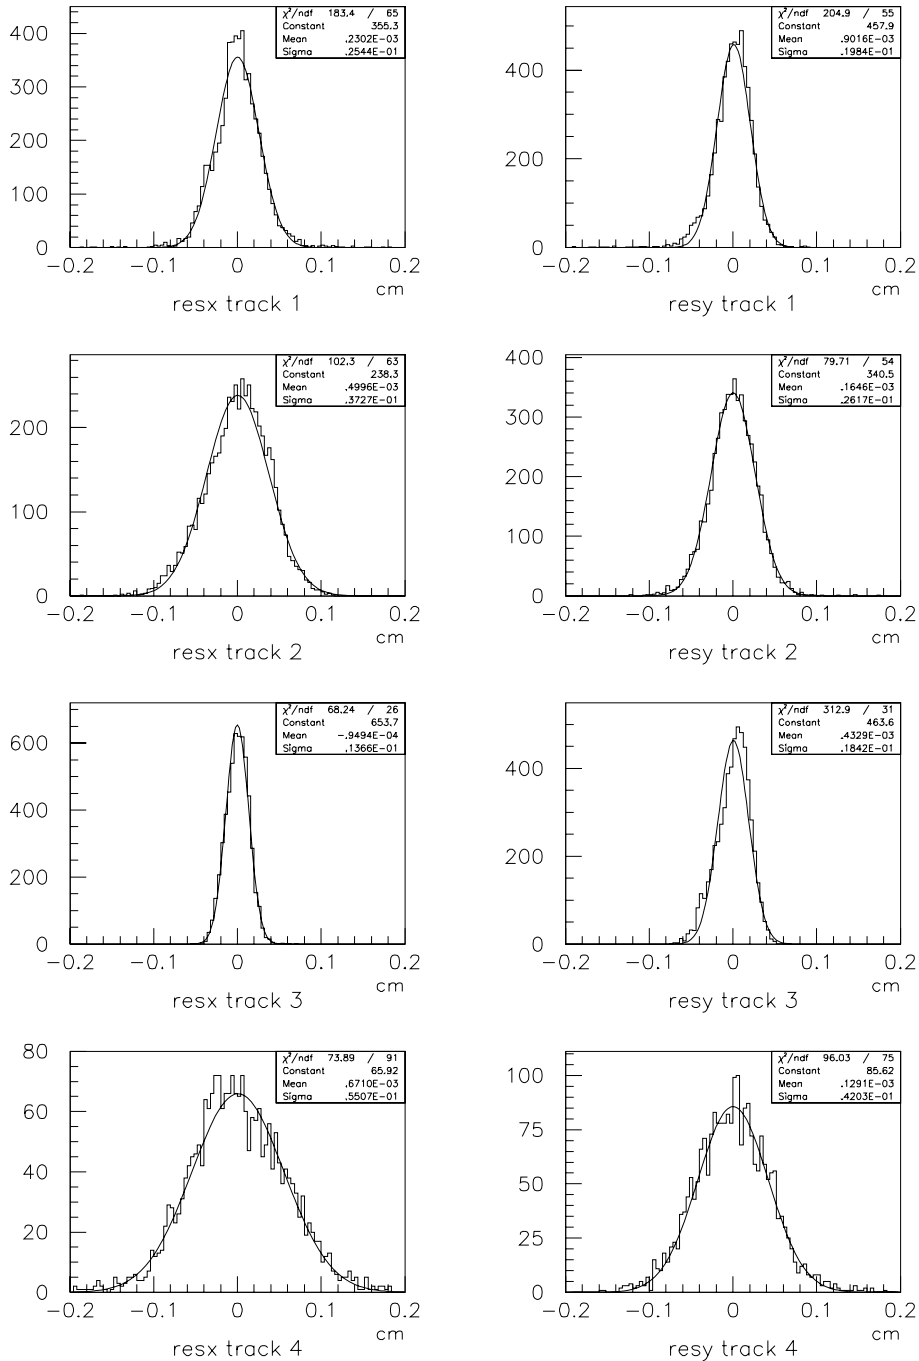 χ²/ndf 183.4 / 65
Constant 355.3
Mean .2302E-03
Sigma .2544E-01
400
300
200
100
0
−0.2 −0.1 0 0.1 0.2
cm
resx track 1
χ²/ndf 204.9 / 55
Constant 457.9
Mean .9016E-03
Sigma .1984E-01
400
200
0
−0.2 −0.1 0 0.1 0.2
cm
resy track 1
χ²/ndf 102.3 / 63
Constant 238.3
Mean .4996E-03
Sigma .3727E-01
200
100
0
−0.2 −0.1 0 0.1 0.2
cm
resx track 2
χ²/ndf 79.71 / 54
Constant 340.5
Mean .1646E-03
Sigma .2617E-01
400
300
200
100
0
−0.2 −0.1 0 0.1 0.2
cm
resy track 2
χ²/ndf 68.24 / 26
Constant 653.7
Mean −.9494E-04
Sigma .1366E-01
600
400
200
0
−0.2 −0.1 0 0.1 0.2
cm
resx track 3
χ²/ndf 312.9 / 31
Constant 463.6
Mean .4329E-03
Sigma .1842E-01
400
200
0
−0.2 −0.1 0 0.1 0.2
cm
resy track 3
χ²/ndf 73.89 / 91
Constant 65.92
Mean .6710E-03
Sigma .5507E-01
80
60
40
20
0
−0.2 −0.1 0 0.1 0.2
cm
resx track 4
χ²/ndf 96.03 / 75
Constant 85.62
Mean .1291E-03
Sigma .4203E-01
100
75
50
25
0
−0.2 −0.1 0 0.1 0.2
cm
resy track 4